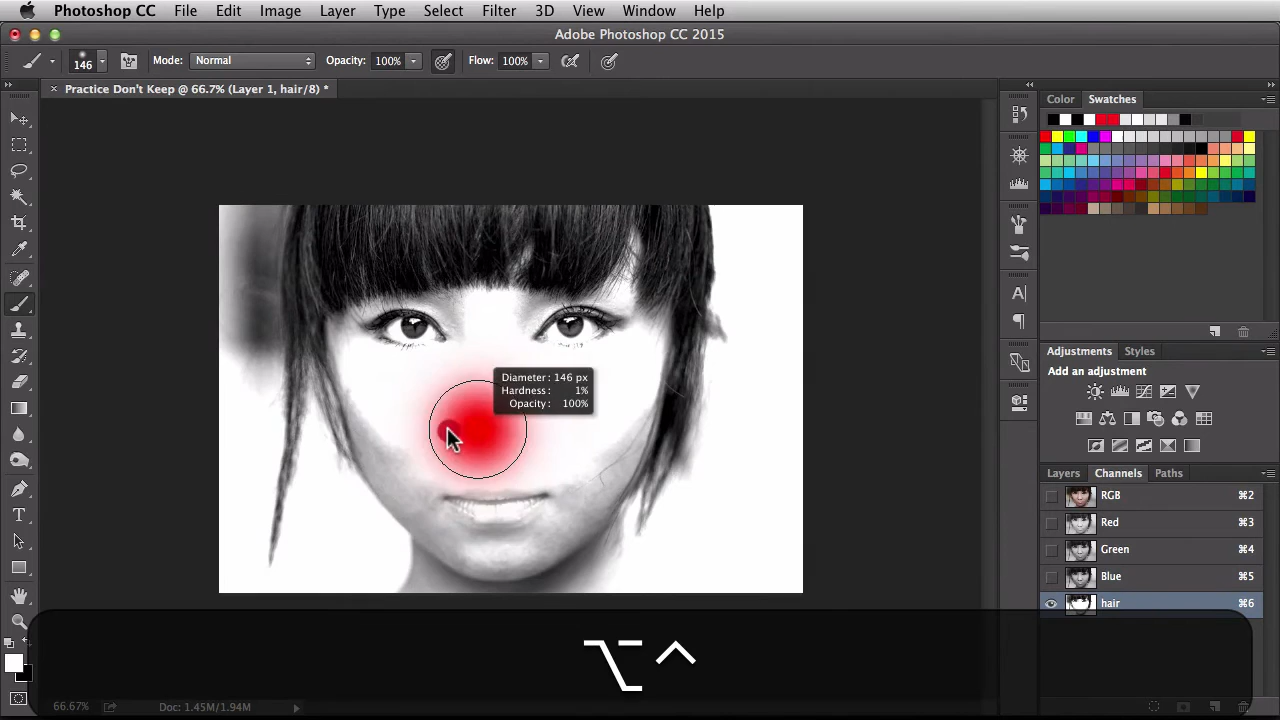 Photoshop CC File Edit Image Layer Type Select Filter 3D View Window Help
Adobe Photoshop CC 2015
146 Mode: Normal Opacity: 100% Flow: 100%
× Practice Don't Keep @ 66.7% (Layer 1, hair/8) *
Color Swatches
Diameter: 146 px
Hardness: 1%
Opacity: 100%
Adjustments Styles
Add an adjustment
Layers Channels Paths
RGB ⌘2
Red ⌘3
Green ⌘4
Blue ⌘5
hair ⌘6
⌥ ^
66.67% Doc: 1.45M/1.94M